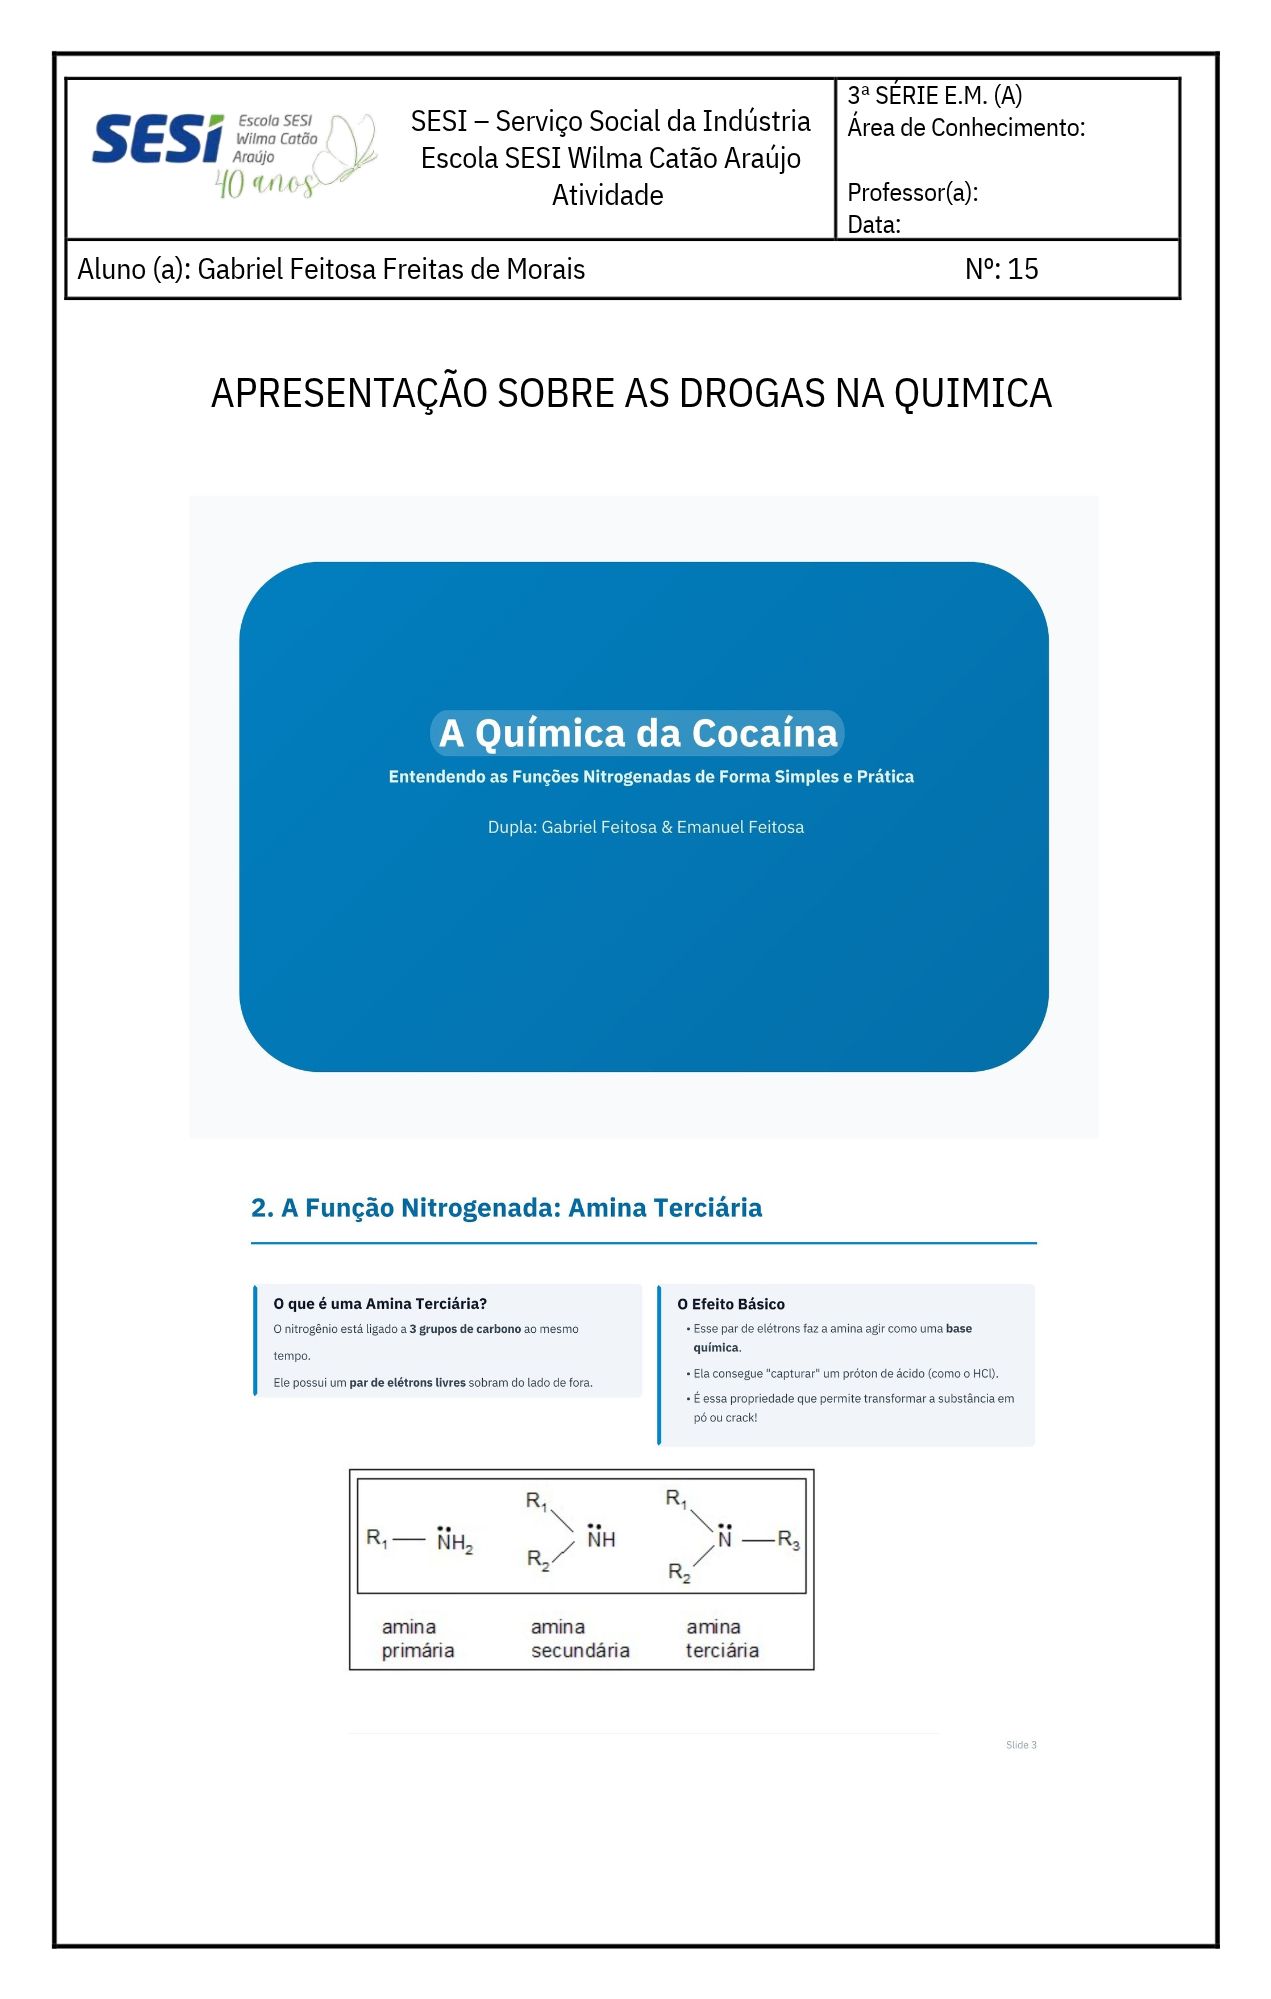 SESI
Escola SESI
Wilma Catão
Araújo
40 anos
SESI – Serviço Social da Indústria
Escola SESI Wilma Catão Araújo
Atividade
3ª SÉRIE E.M. (A)
Área de Conhecimento:
Professor(a):
Data:
Aluno (a): Gabriel Feitosa Freitas de Morais Nº: 15
APRESENTAÇÃO SOBRE AS DROGAS NA QUIMICA
A Química da Cocaína
Entendendo as Funções Nitrogenadas de Forma Simples e Prática
Dupla: Gabriel Feitosa & Emanuel Feitosa
2. A Função Nitrogenada: Amina Terciária
O que é uma Amina Terciária?
O nitrogênio está ligado a 3 grupos de carbono ao mesmo
tempo.
Ele possui um par de elétrons livres sobram do lado de fora.
O Efeito Básico
• Esse par de elétrons faz a amina agir como uma base
química.
• Ela consegue "capturar" um próton de ácido (como o HCl).
• É essa propriedade que permite transformar a substância em
pó ou crack!
R1 — NH2
R1
R2
NH
R1
R2
N — R3
amina
primária
amina
secundária
amina
terciária
Slide 3